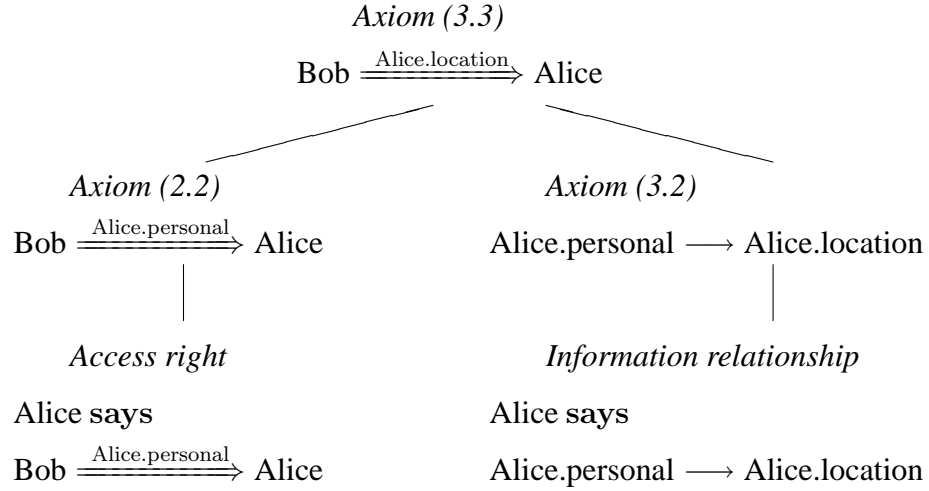 Axiom (3.3)
Alice.location
Bob ⟹ Alice
Axiom (2.2)
Axiom (3.2)
Alice.personal
Bob ⟹ Alice
Alice.personal ⟶ Alice.location
Access right
Information relationship
Alice says
Alice says
Alice.personal
Bob ⟹ Alice
Alice.personal ⟶ Alice.location